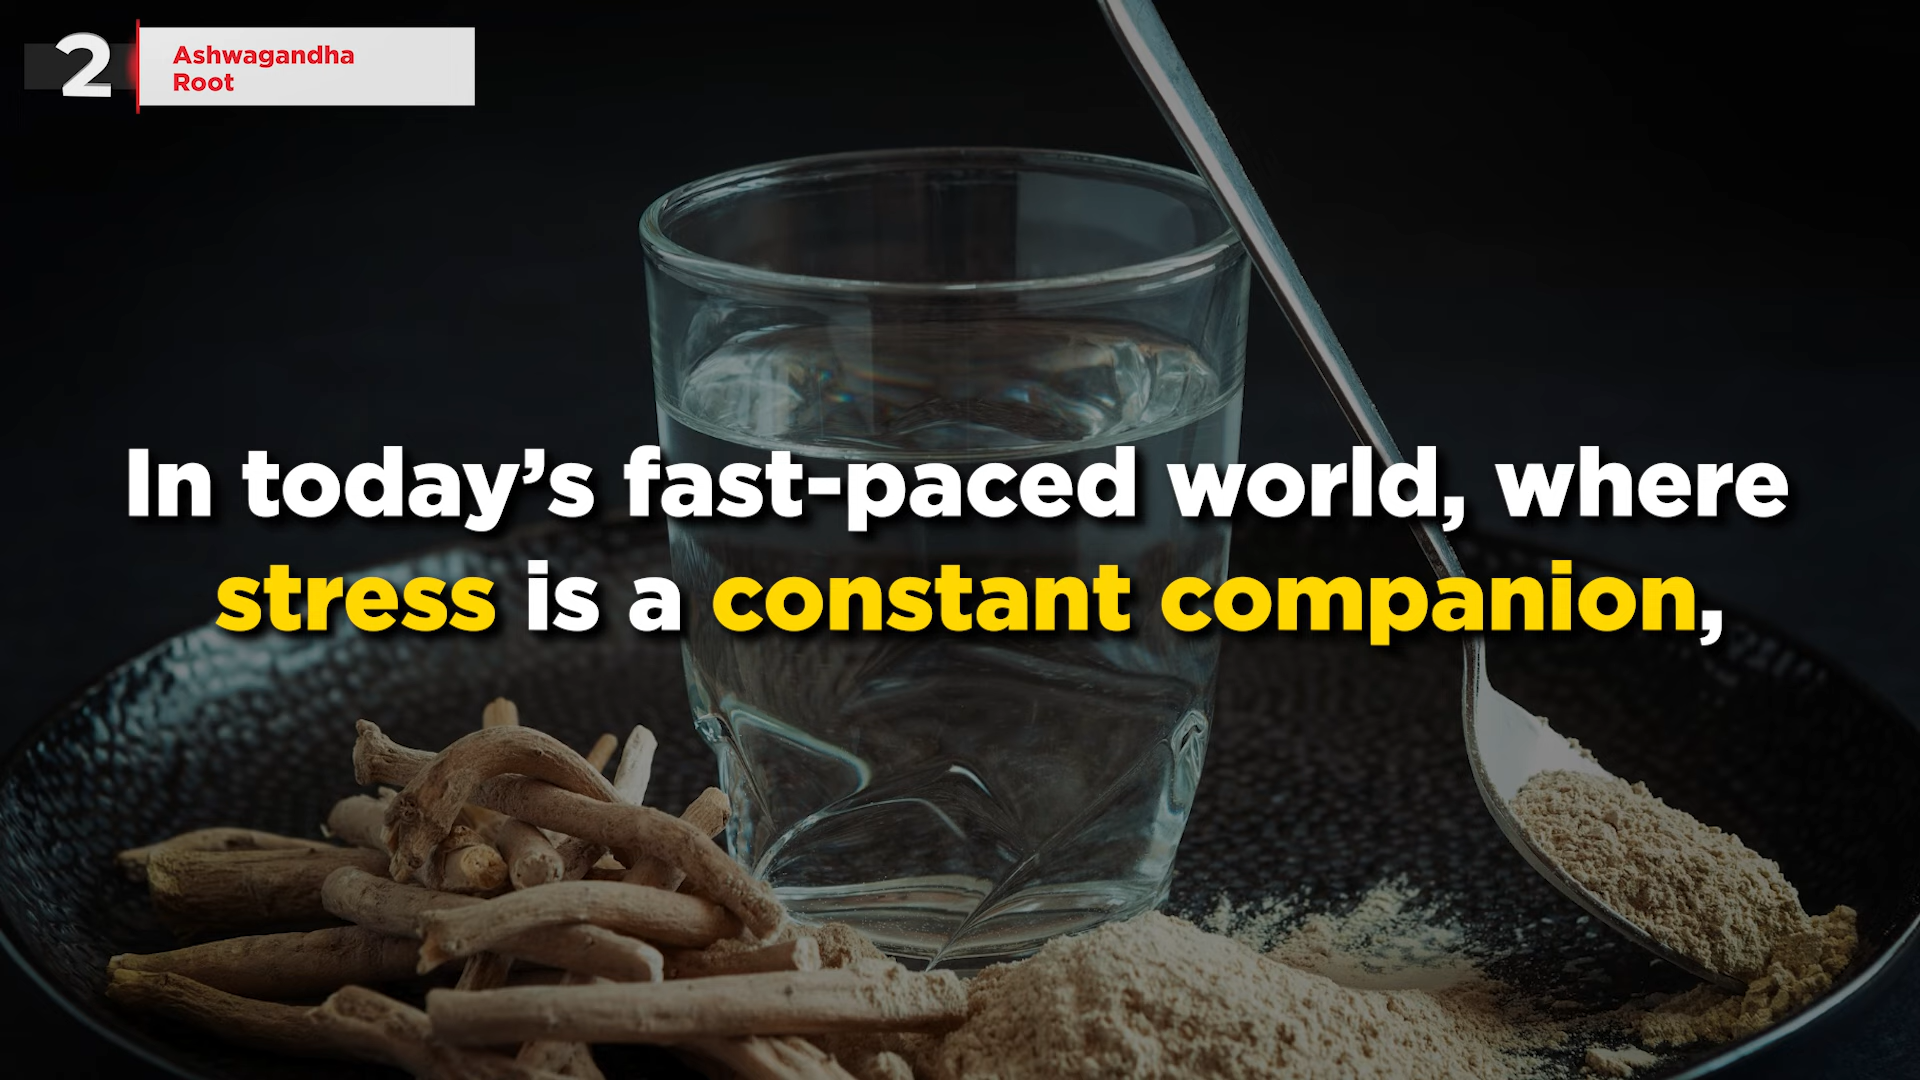 2
Ashwagandha
Root
In today’s fast-paced world, where
stress is a constant companion,